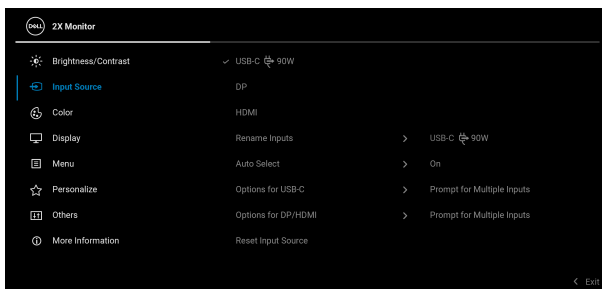 DELL 2X Monitor
Brightness/Contrast USB-C 90W
Input Source DP
Color HDMI
Display Rename Inputs USB-C 90W
Menu Auto Select On
Personalize Options for USB-C Prompt for Multiple Inputs
Others Options for DP/HDMI Prompt for Multiple Inputs
More Information Reset Input Source
Exit